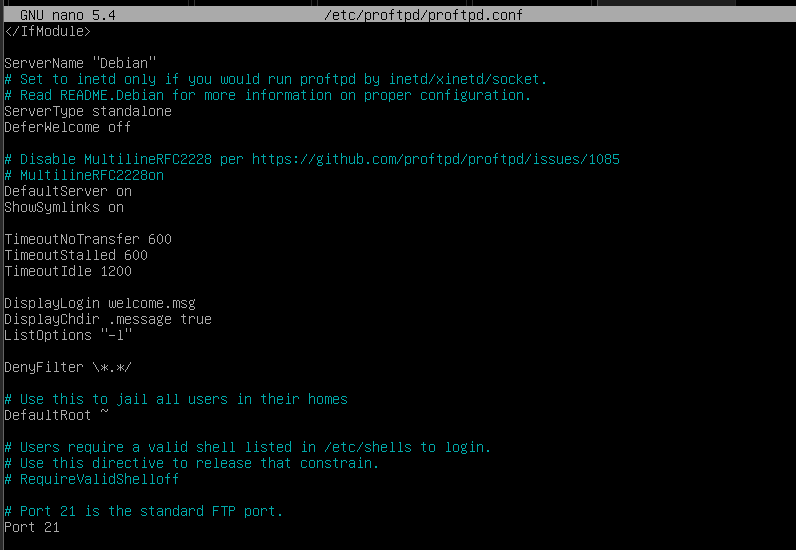 GNU nano 5.4 /etc/proftpd/proftpd.conf
</IfModule>
ServerName "Debian"
# Set to inetd only if you would run proftpd by inetd/xinetd/socket.
# Read README.Debian for more information on proper configuration.
ServerType standalone
DeferWelcome off
# Disable MultilineRFC2228 per https://github.com/proftpd/proftpd/issues/1085
# MultilineRFC2228on
DefaultServer on
ShowSymlinks on
TimeoutNoTransfer 600
TimeoutStalled 600
TimeoutIdle 1200
DisplayLogin welcome.msg
DisplayChdir .message true
ListOptions "-l"
DenyFilter \*.*/
# Use this to jail all users in their homes
DefaultRoot ~
# Users require a valid shell listed in /etc/shells to login.
# Use this directive to release that constrain.
# RequireValidShelloff
# Port 21 is the standard FTP port.
Port 21